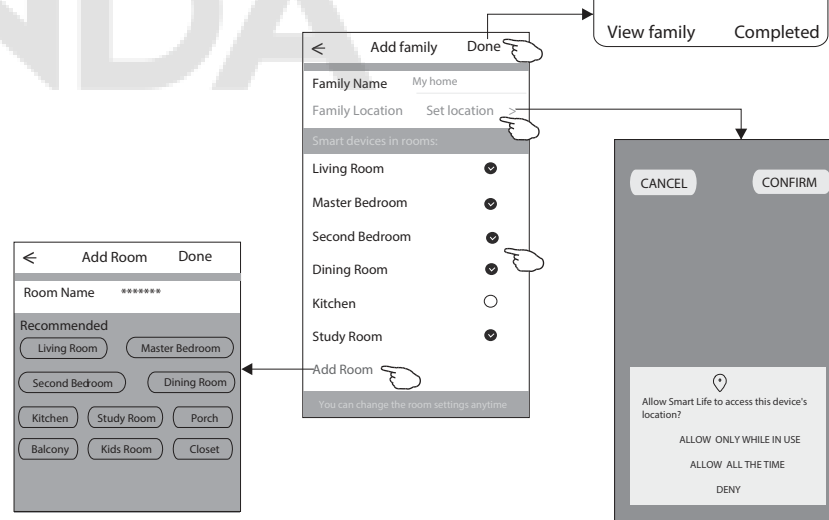 NDA
View family Completed
Add family Done
Family Name My home
Family Location Set location >
Smart devices in rooms:
Living Room
Master Bedroom
Second Bedroom
Dining Room
Kitchen
Study Room
Add Room
You can change the room settings anytime
Add Room Done
Room Name *******
Recommended
Living Room Master Bedroom
Second Bedroom Dining Room
Kitchen Study Room Porch
Balcony Kids Room Closet
CANCEL CONFIRM
Allow Smart Life to access this device's
location?
ALLOW ONLY WHILE IN USE
ALLOW ALL THE TIME
DENY